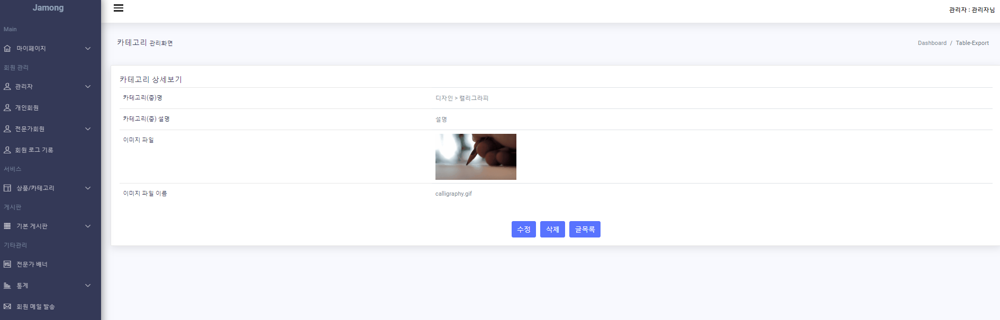 Jamong
관리자 : 관리자님
Main
마이페이지
회원 관리
관리자
개인회원
전문가회원
회원 로그 기록
서비스
상품/카테고리
게시판
기본 게시판
기타관리
전문가 배너
통계
회원 메일 발송
카테고리 관리화면
Dashboard / Table-Export
카테고리 상세보기
카테고리(중)명 디자인 > 캘리그라피
카테고리(중) 설명 설명
이미지 파일
이미지 파일 이름 calligraphy.gif
수정 삭제 글목록